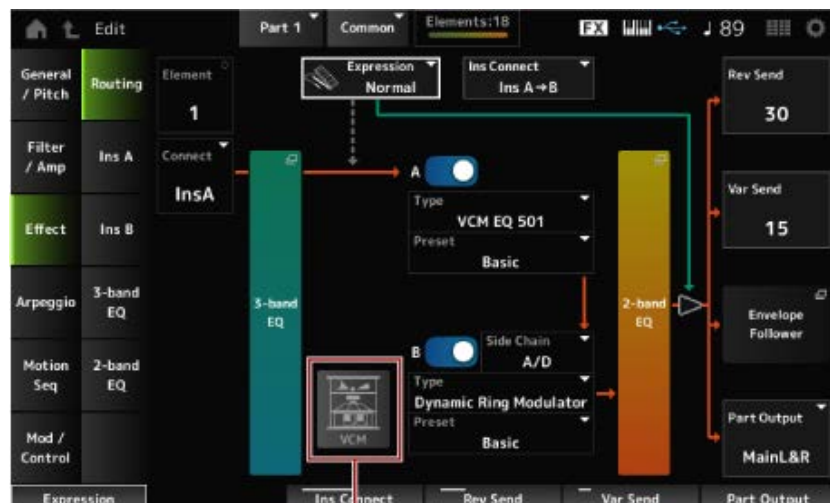 Edit
Part 1
Common
Elements:18
FX
♩ 89
General / Pitch
Filter / Amp
Effect
Arpeggio
Motion Seq
Mod / Control
Routing
Ins A
Ins B
3-band EQ
2-band EQ
Element
1
Connect
InsA
Expression
Normal
Ins Connect
Ins A→B
3-band EQ
A
Type
VCM EQ 501
Preset
Basic
B
Side Chain
A/D
Type
Dynamic Ring Modulator
Preset
Basic
VCM
2-band EQ
Rev Send
30
Var Send
15
Envelope Follower
Part Output
MainL&R
Expression
Ins Connect
Rev Send
Var Send
Part Output